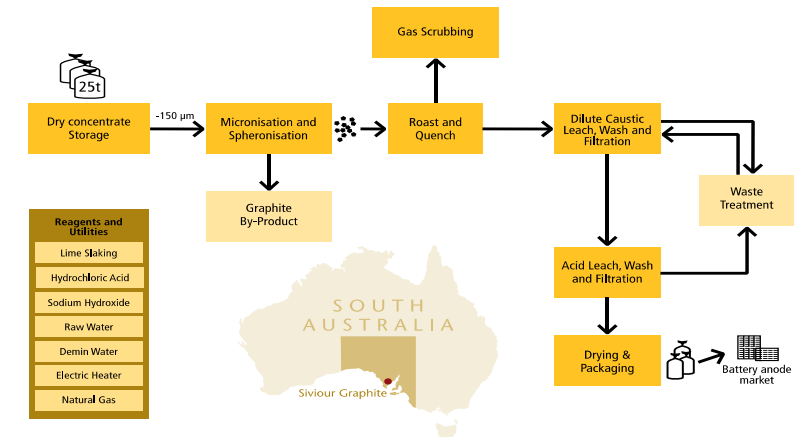 Gas Scrubbing
25t
Dry concentrate
Storage
-150 µm
Micronisation and
Spheronisation
Roast and
Quench
Dilute Caustic
Leach, Wash and
Filtration
Graphite
By-Product
Waste
Treatment
Reagents and
Utilities
Lime Slaking
Hydrochloric Acid
Sodium Hydroxide
Raw Water
Demin Water
Electric Heater
Natural Gas
SOUTH
AUSTRALIA
Siviour Graphite
Acid Leach, Wash
and Filtration
Drying &
Packaging
Battery anode
market